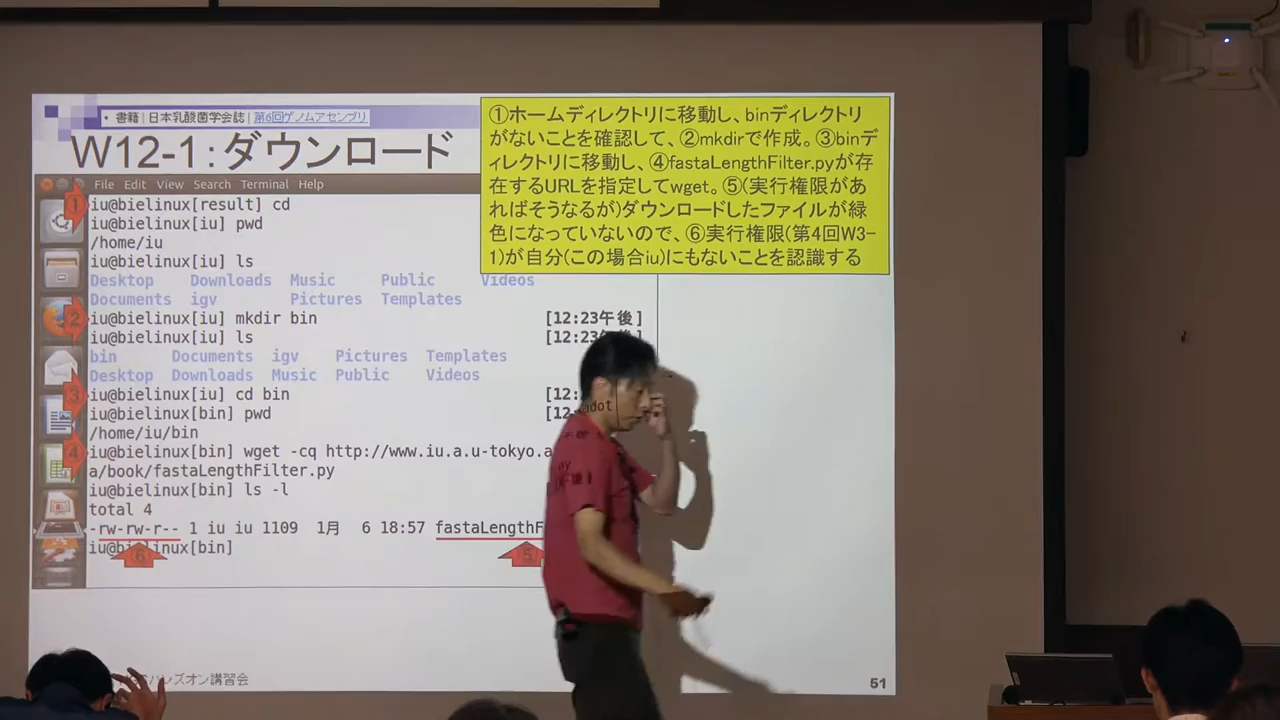 ・ 書籍 | 日本乳酸菌学会誌 | 第6回ゲノムアセンブリ
W12-1：ダウンロード
①ホームディレクトリに移動し、binディレクトリ
がないことを確認して、②mkdirで作成。③binデ
ィレクトリに移動し、④fastaLengthFilter.pyが存
在するURLを指定してwget。⑤(実行権限があ
ればそうなるが)ダウンロードしたファイルが緑
色になっていないので、⑥実行権限(第4回W3-
1)が自分(この場合iu)にもないことを認識する
File Edit View Search Terminal Help
① iu@bielinux[result] cd
iu@bielinux[iu] pwd
/home/iu
iu@bielinux[iu] ls
Desktop Downloads Music Public Videos
Documents igv Pictures Templates
② iu@bielinux[iu] mkdir bin [12:23午後]
iu@bielinux[iu] ls [12:23午後]
bin Documents igv Pictures Templates
Desktop Downloads Music Public Videos
③ iu@bielinux[iu] cd bin [12:
iu@bielinux[bin] pwd [12
/home/iu/bin
④ iu@bielinux[bin] wget -cq http://www.iu.a.u-tokyo.a
a/book/fastaLengthFilter.py
iu@bielinux[bin] ls -l
total 4
-rw-rw-r-- 1 iu iu 1109 1月 6 18:57 fastaLengthF
iu@bielinux[bin]
⑥ ⑤
ハンズオン講習会
51